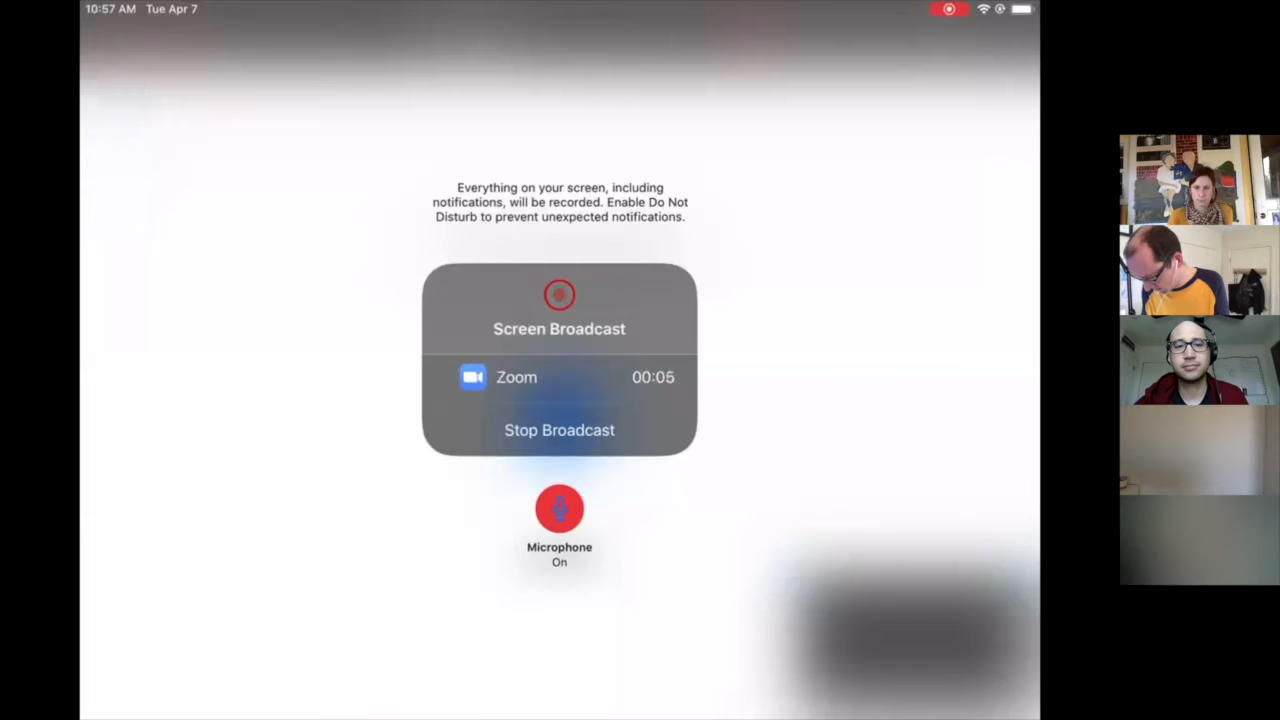 10:57 AM Tue Apr 7
Everything on your screen, including
notifications, will be recorded. Enable Do Not
Disturb to prevent unexpected notifications.
Screen Broadcast
Zoom 00:05
Stop Broadcast
Microphone
On